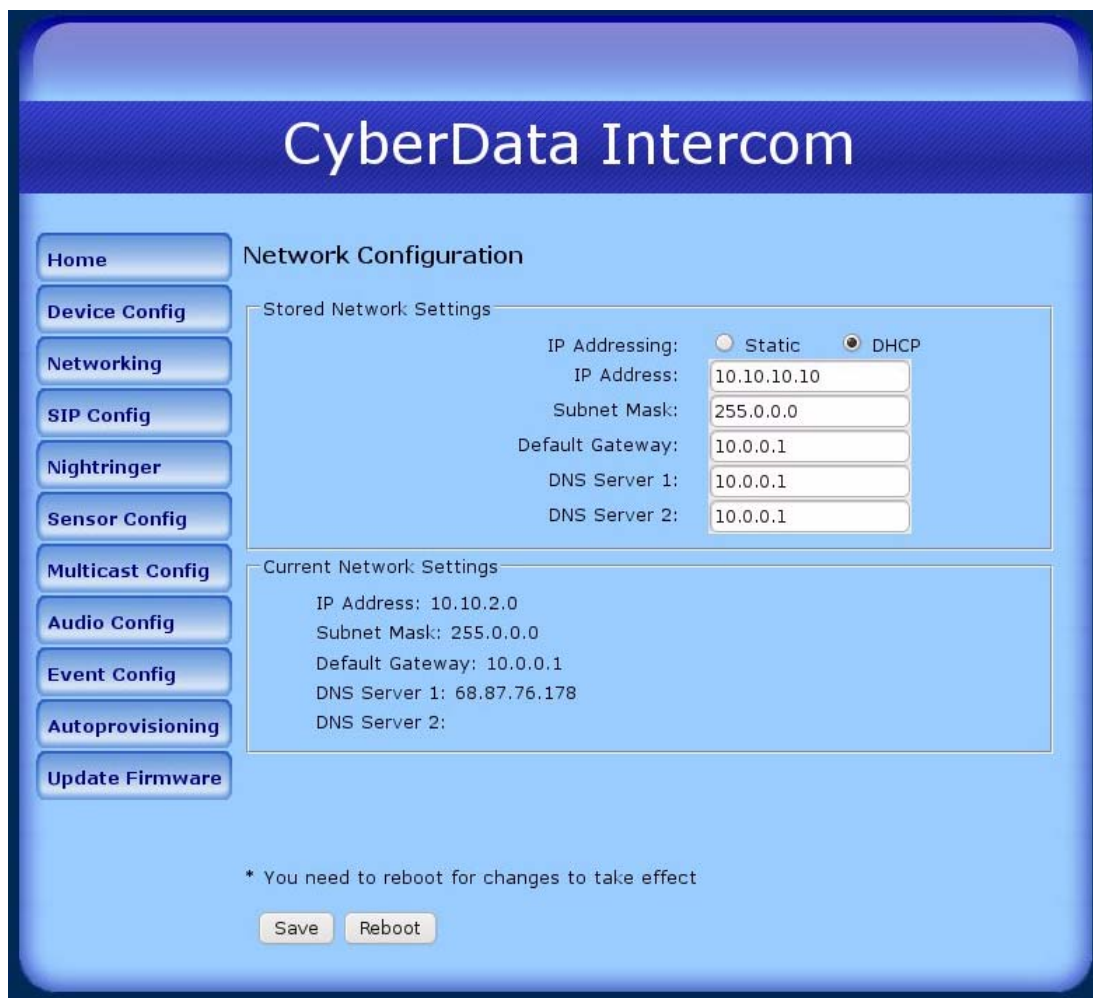 CyberData Intercom
Home
Device Config
Networking
SIP Config
Nightringer
Sensor Config
Multicast Config
Audio Config
Event Config
Autoprovisioning
Update Firmware
Network Configuration
Stored Network Settings
IP Addressing: Static DHCP
IP Address: 10.10.10.10
Subnet Mask: 255.0.0.0
Default Gateway: 10.0.0.1
DNS Server 1: 10.0.0.1
DNS Server 2: 10.0.0.1
Current Network Settings
IP Address: 10.10.2.0
Subnet Mask: 255.0.0.0
Default Gateway: 10.0.0.1
DNS Server 1: 68.87.76.178
DNS Server 2:
* You need to reboot for changes to take effect
Save Reboot